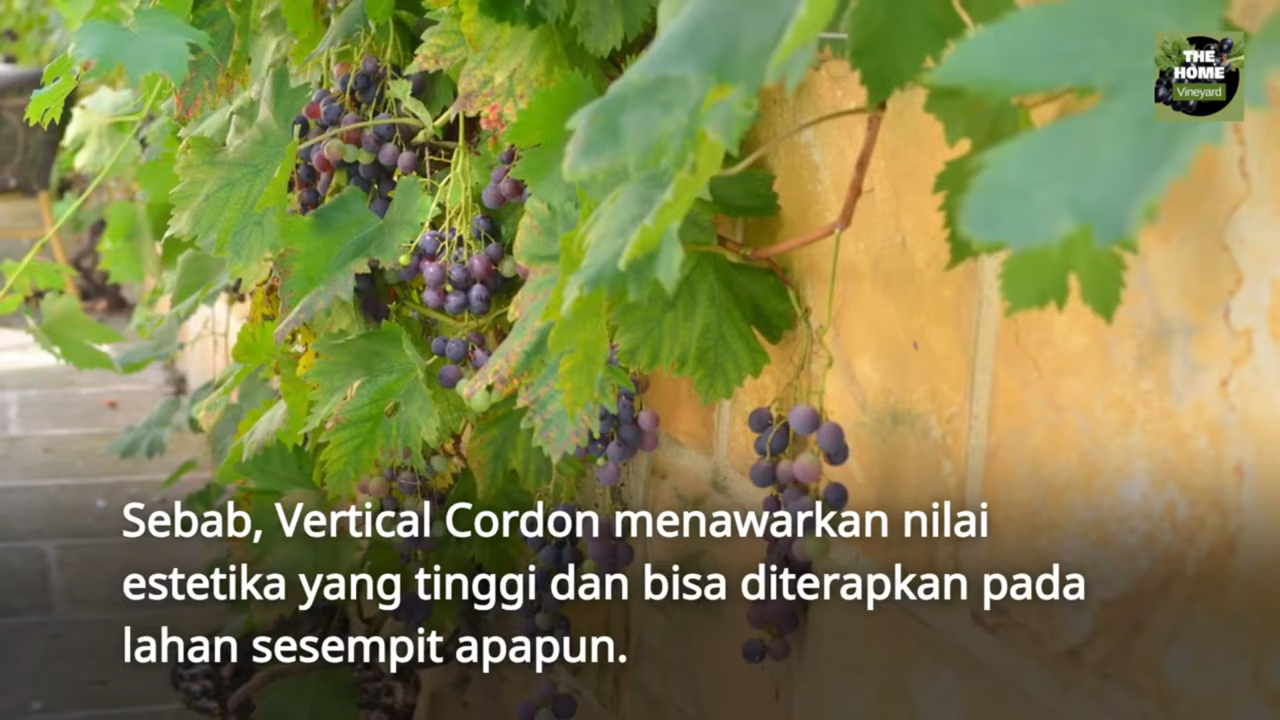 THE
HOME
Vineyard
Sebab, Vertical Cordon menawarkan nilai
estetika yang tinggi dan bisa diterapkan pada
lahan sesempit apapun.